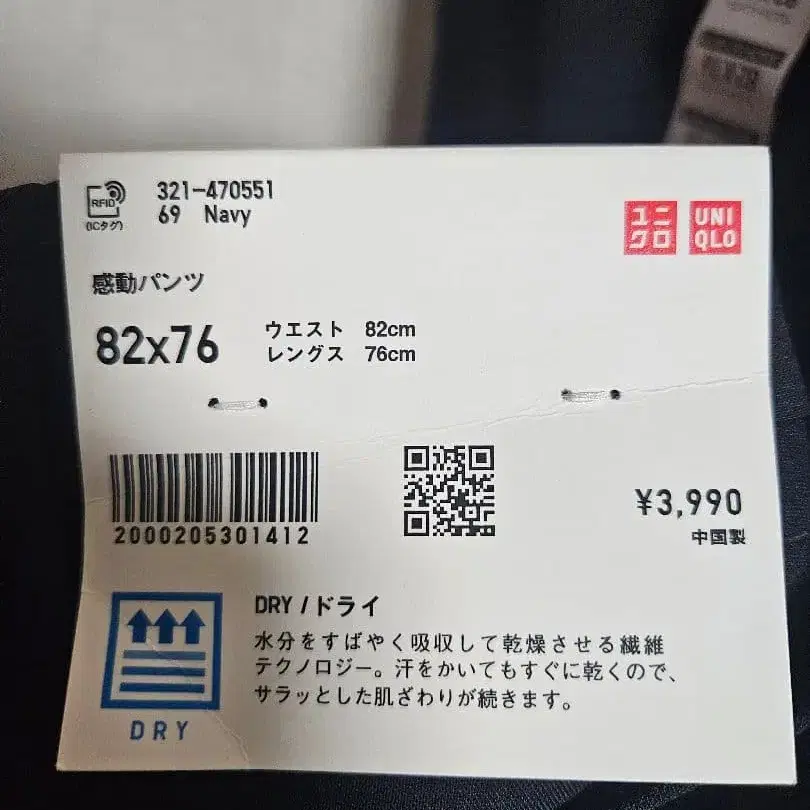 RFID
(ICタグ)
321-470551
69 Navy
ユニ
クロ
UNI
QLO
感動パンツ
82x76
ウエスト 82cm
レングス 76cm
2000205301412
¥3,990
中国製
DRY
DRY / ドライ
水分をすばやく吸収して乾燥させる繊維
テクノロジー。汗をかいてもすぐに乾くので、
サラッとした肌ざわりが続きます。